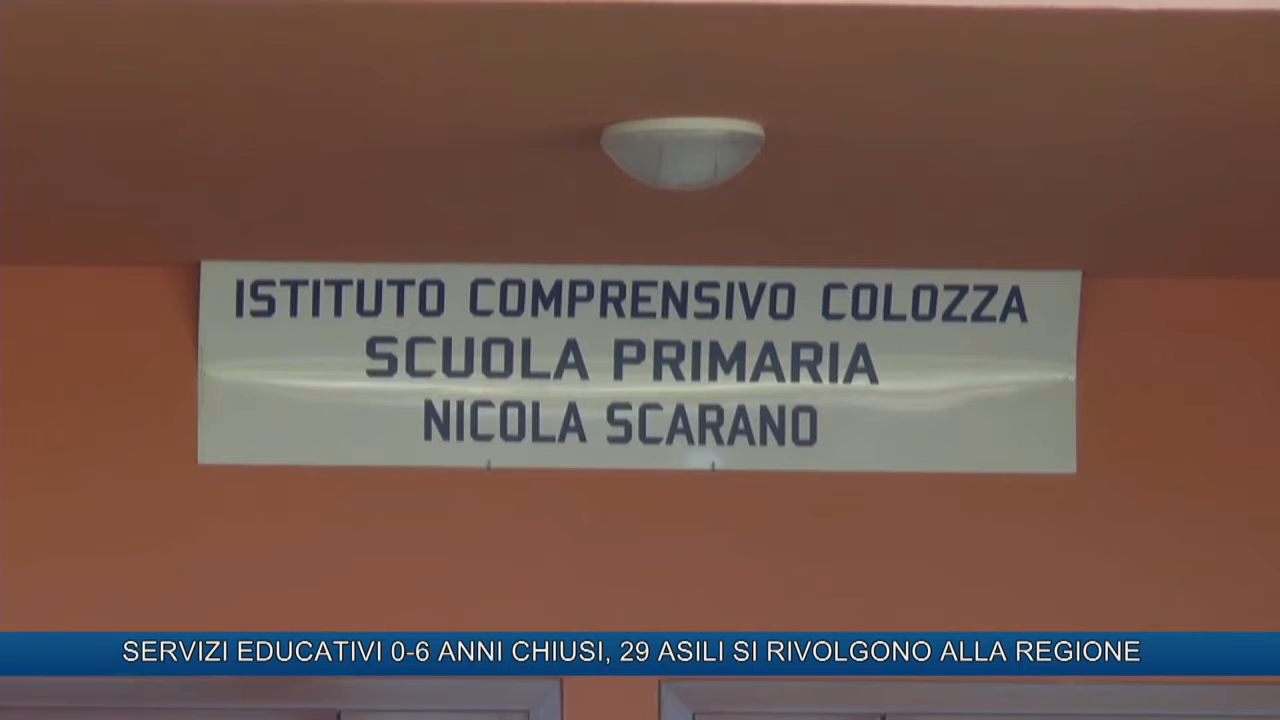 ISTITUTO COMPRENSIVO COLOZZA
SCUOLA PRIMARIA
NICOLA SCARANO
SERVIZI EDUCATIVI 0-6 ANNI CHIUSI, 29 ASILI SI RIVOLGONO ALLA REGIONE